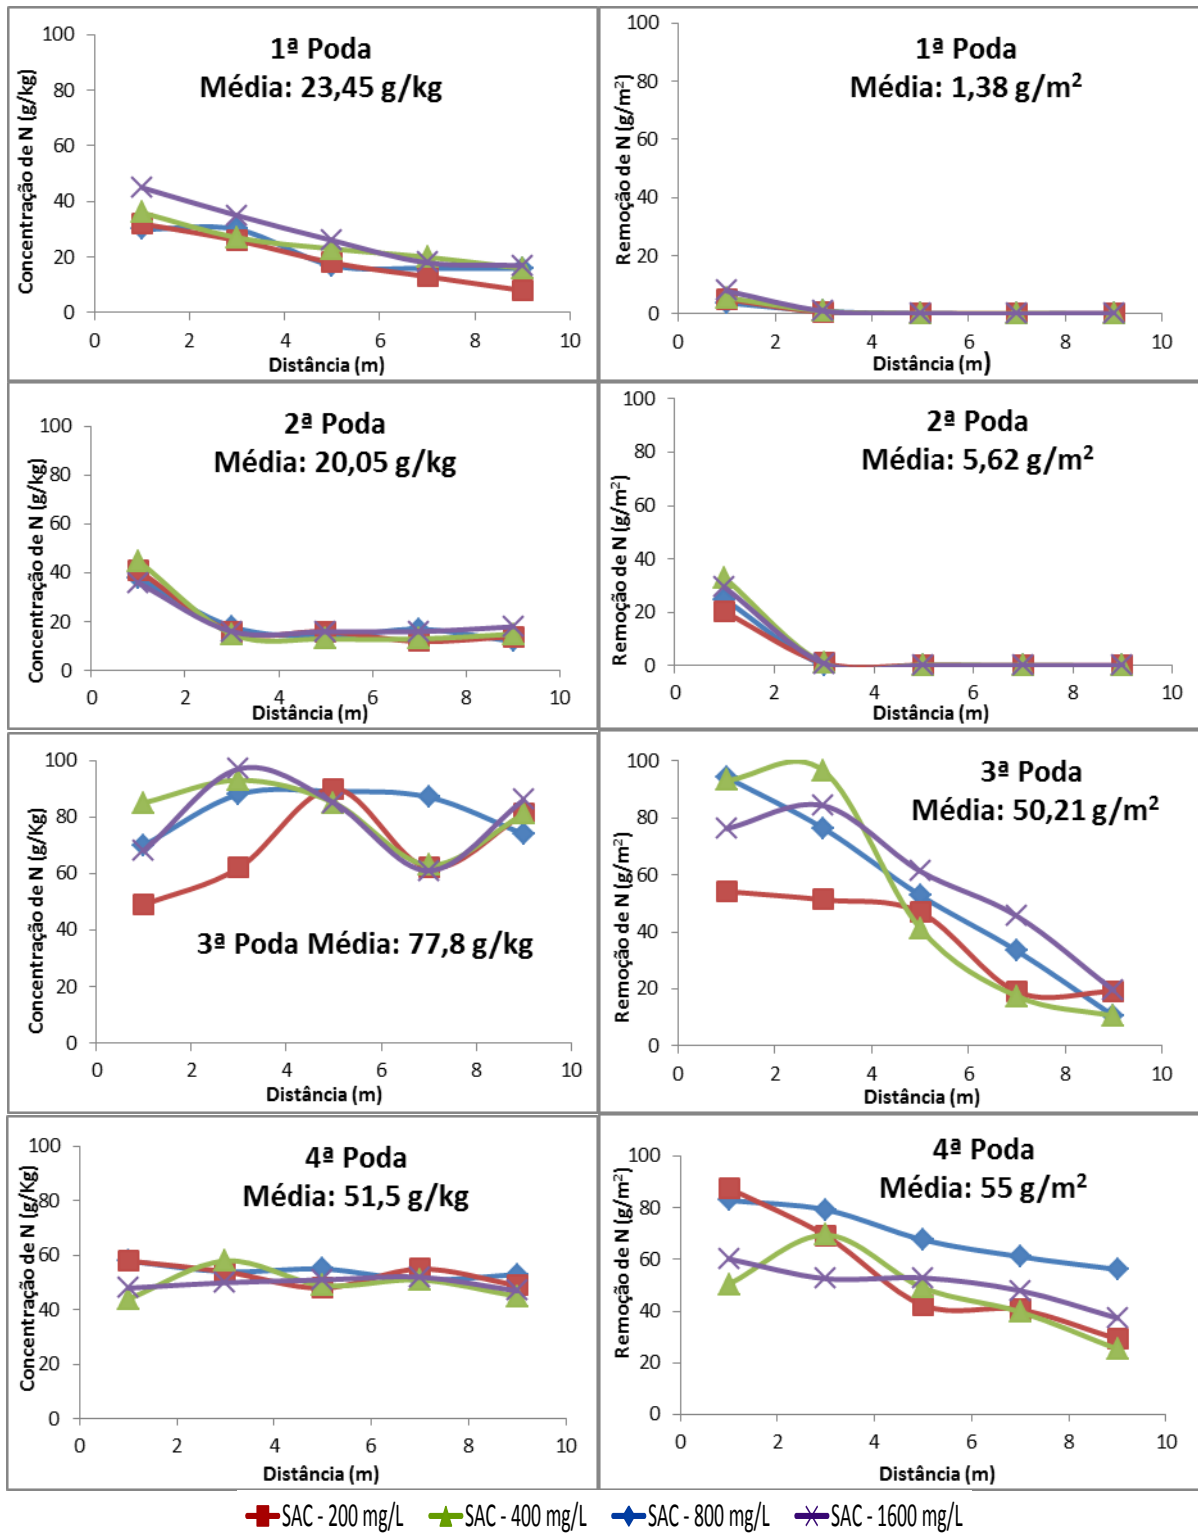 1ª Poda
Média: 23,45 g/kg
Concentração de N (g/kg)
100
80
60
40
20
0
0 2 4 6 8 10
Distância (m)
1ª Poda
Média: 1,38 g/m²
Remoção de N (g/m²)
100
80
60
40
20
0
0 2 4 6 8 10
Distância (m)
2ª Poda
Média: 20,05 g/kg
Concentração de N (g/kg)
100
80
60
40
20
0
0 2 4 6 8 10
Distância (m)
2ª Poda
Média: 5,62 g/m²
Remoção de N (g/m²)
100
80
60
40
20
0
0 2 4 6 8 10
Distância (m)
Concentração de N (g/Kg)
100
80
60
40
20
0
3ª Poda Média: 77,8 g/kg
0 2 4 6 8 10
Distância (m)
3ª Poda
Média: 50,21 g/m²
Remoção de N (g/m²)
100
80
60
40
20
0
0 2 4 6 8 10
Distância (m)
4ª Poda
Média: 51,5 g/kg
Concentração de N (g/Kg)
100
80
60
40
20
0
0 2 4 6 8 10
Distância (m)
4ª Poda
Média: 55 g/m²
Remoção de N (g/m²)
100
80
60
40
20
0
0 2 4 6 8 10
Distância (m)
SAC - 200 mg/L SAC - 400 mg/L SAC - 800 mg/L SAC - 1600 mg/L